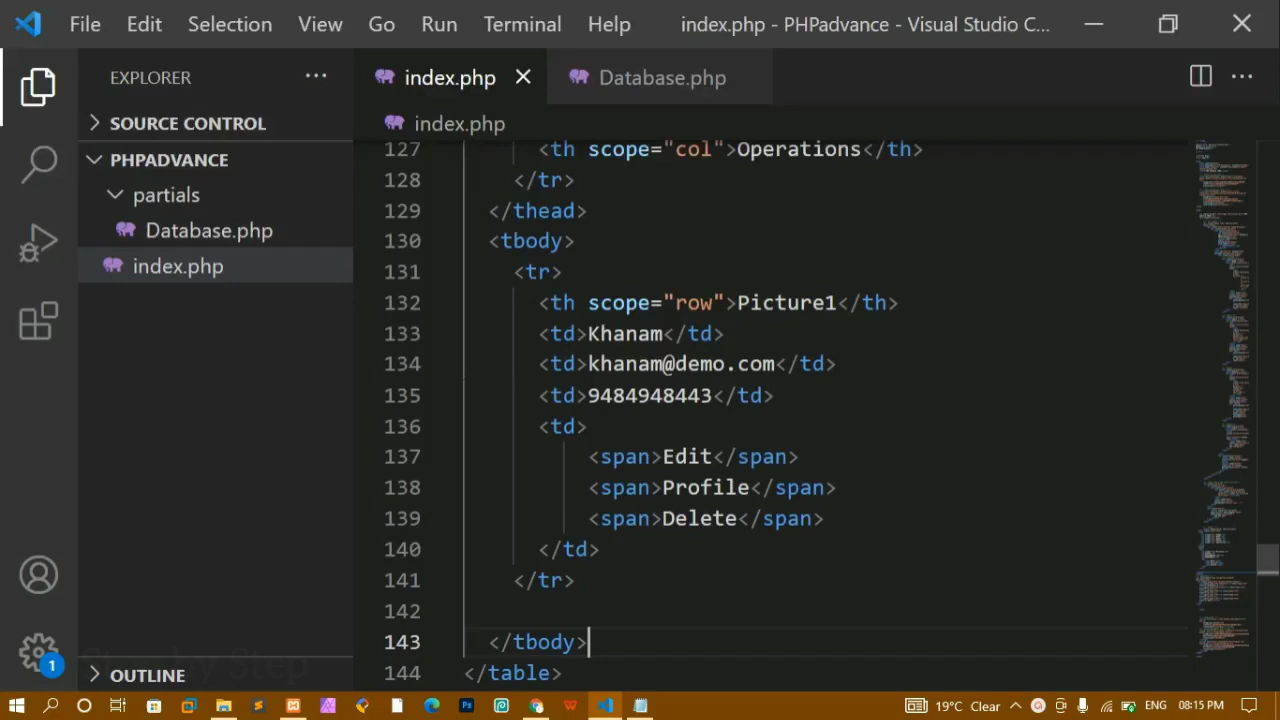 File Edit Selection View Go Run Terminal Help index.php - PHPadvance - Visual Studio C...
EXPLORER ...
index.php Database.php ...
SOURCE CONTROL
index.php
PHPADVANCE
partials
Database.php
index.php
127 <th scope="col">Operations</th>
128 </tr>
129 </thead>
130 <tbody>
131 <tr>
132 <th scope="row">Picture1</th>
133 <td>Khanam</td>
134 <td>khanam@demo.com</td>
135 <td>9484948443</td>
136 <td>
137 <span>Edit</span>
138 <span>Profile</span>
139 <span>Delete</span>
140 </td>
141 </tr>
142
143 </tbody>
144 </table>
1
Step by Step
OUTLINE
19°C Clear ENG 08:15 PM